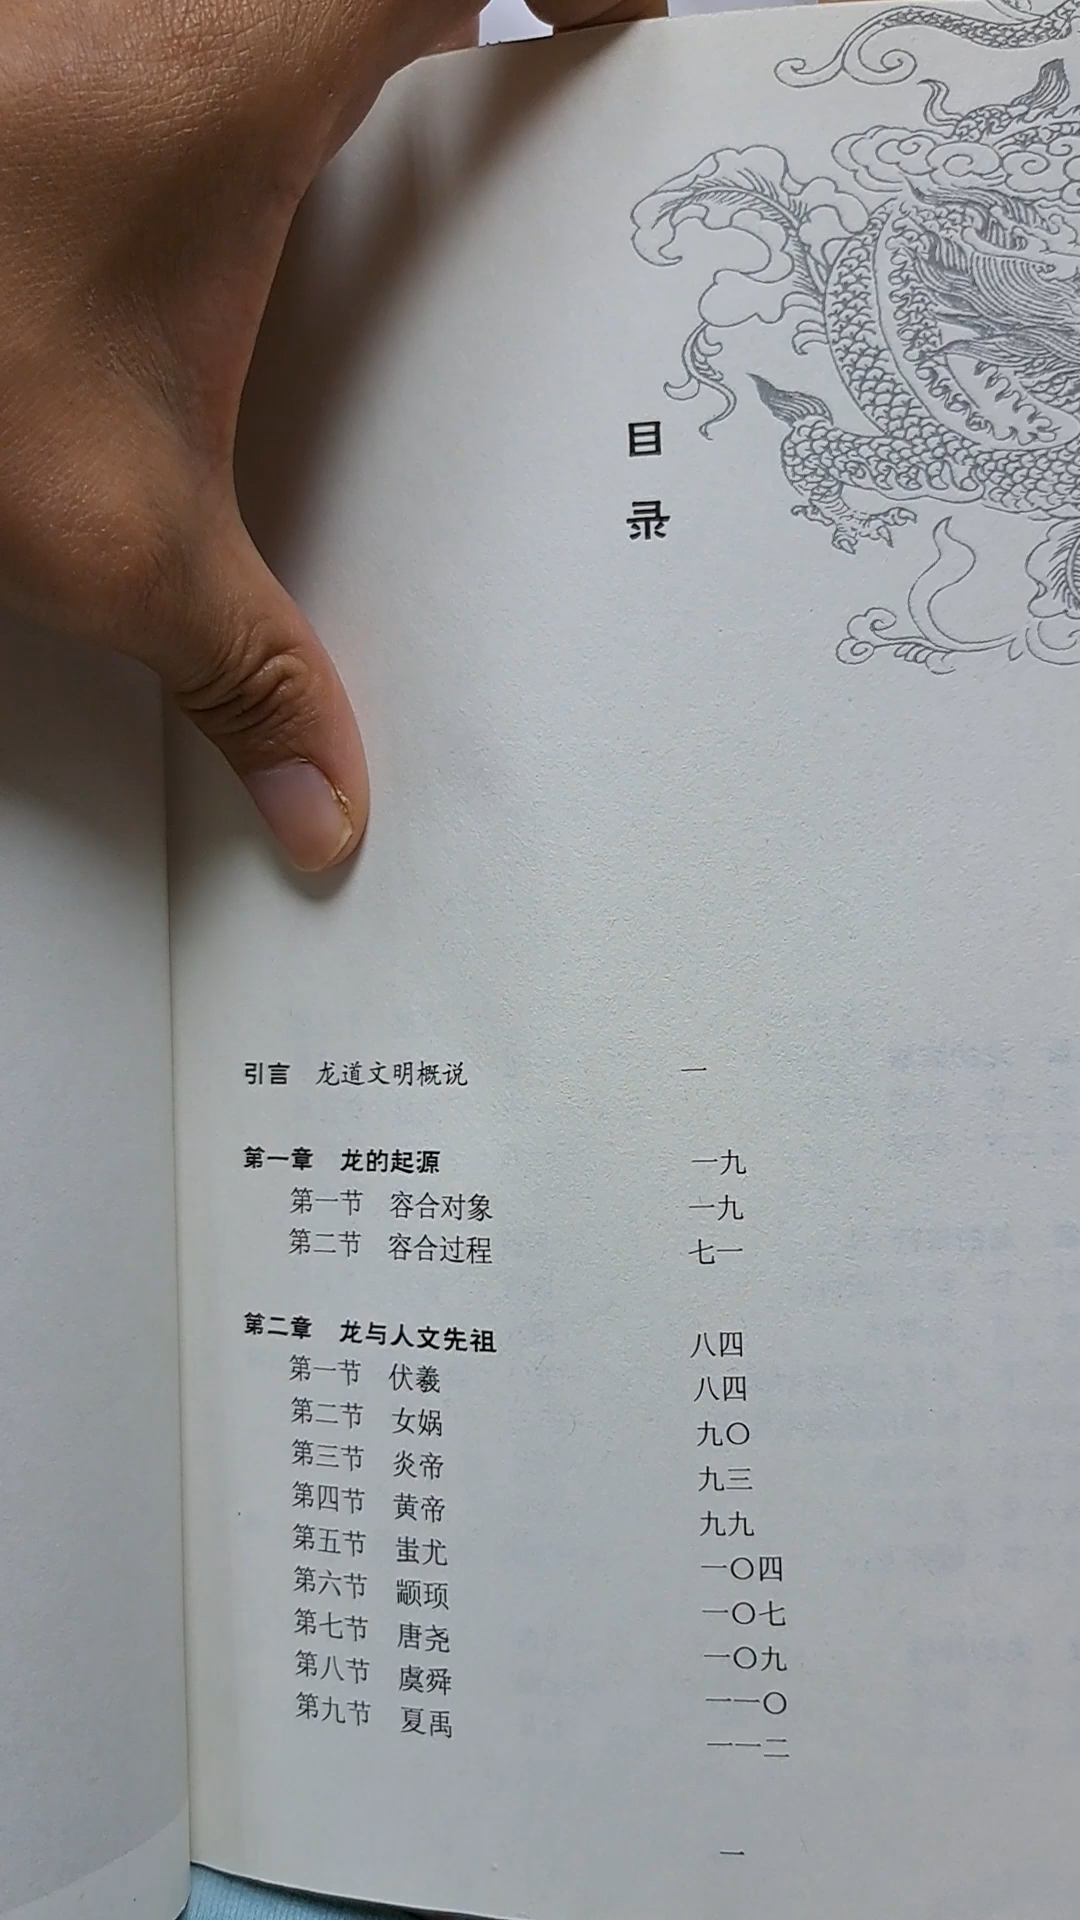 目
录
引言 龙道文明概说 一
第一章 龙的起源 一九
第一节 容合对象 一九
第二节 容合过程 七一
第二章 龙与人文先祖 八四
第一节 伏羲 八四
第二节 女娲 九〇
第三节 炎帝 九三
第四节 黄帝 九九
第五节 蚩尤 一〇四
第六节 颛顼 一〇七
第七节 唐尧 一〇九
第八节 虞舜 一一〇
第九节 夏禹 一一二
一